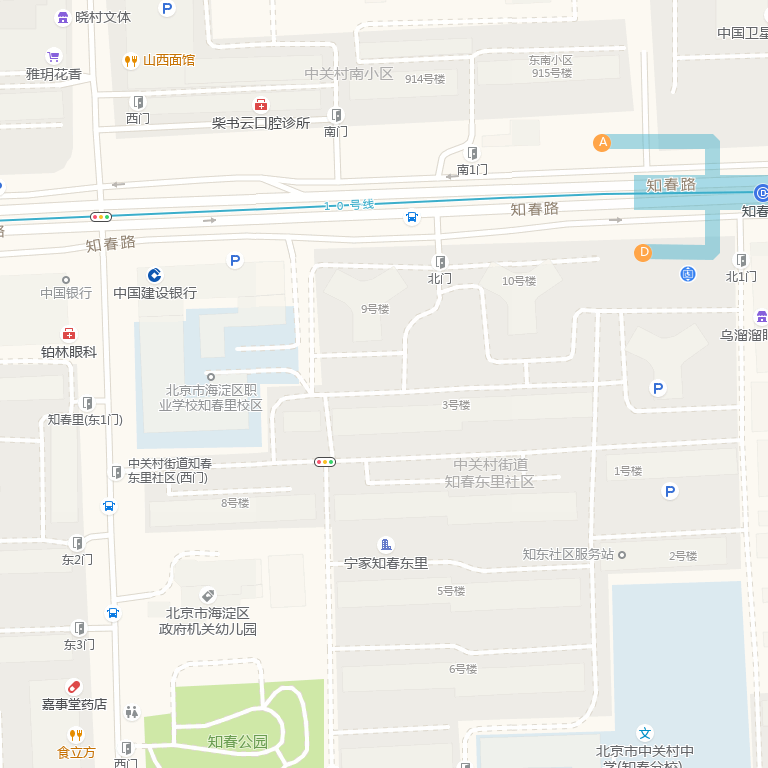 晓村文体
P
中国卫星
山西面馆
雅玥花香
中关村南小区
914号楼
东南小区
915号楼
西门
柴书云口腔诊所
南门
A
南1门
知春路
10号线
知春路
知春
路
知春路
D
P
北门
北1门
中国银行
中国建设银行
10号楼
9号楼
乌溜溜眼
铂林眼科
北京市海淀区职
业学校知春里校区
P
知春里(东1门)
3号楼
中关村街道知春
东里社区(西门)
中关村街道
知春东里社区
1号楼
P
8号楼
东2门
宁家知春东里
知东社区服务站
2号楼
5号楼
北京市海淀区
政府机关幼儿园
东3门
6号楼
嘉事堂药店
食立方
知春公园
西门
文
北京市中关村中
学(知春分校)